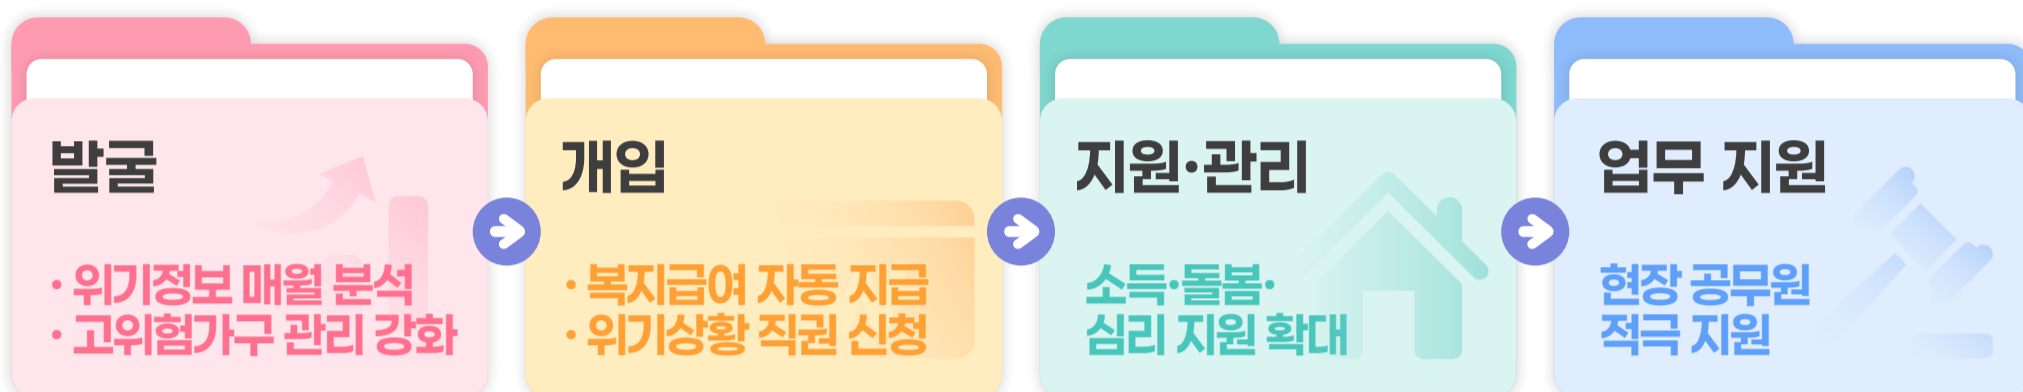 발굴
· 위기정보 매월 분석
· 고위험가구 관리 강화
개입
· 복지급여 자동 지급
· 위기상황 직권 신청
지원·관리
소득·돌봄·
심리 지원 확대
업무 지원
현장 공무원
적극 지원